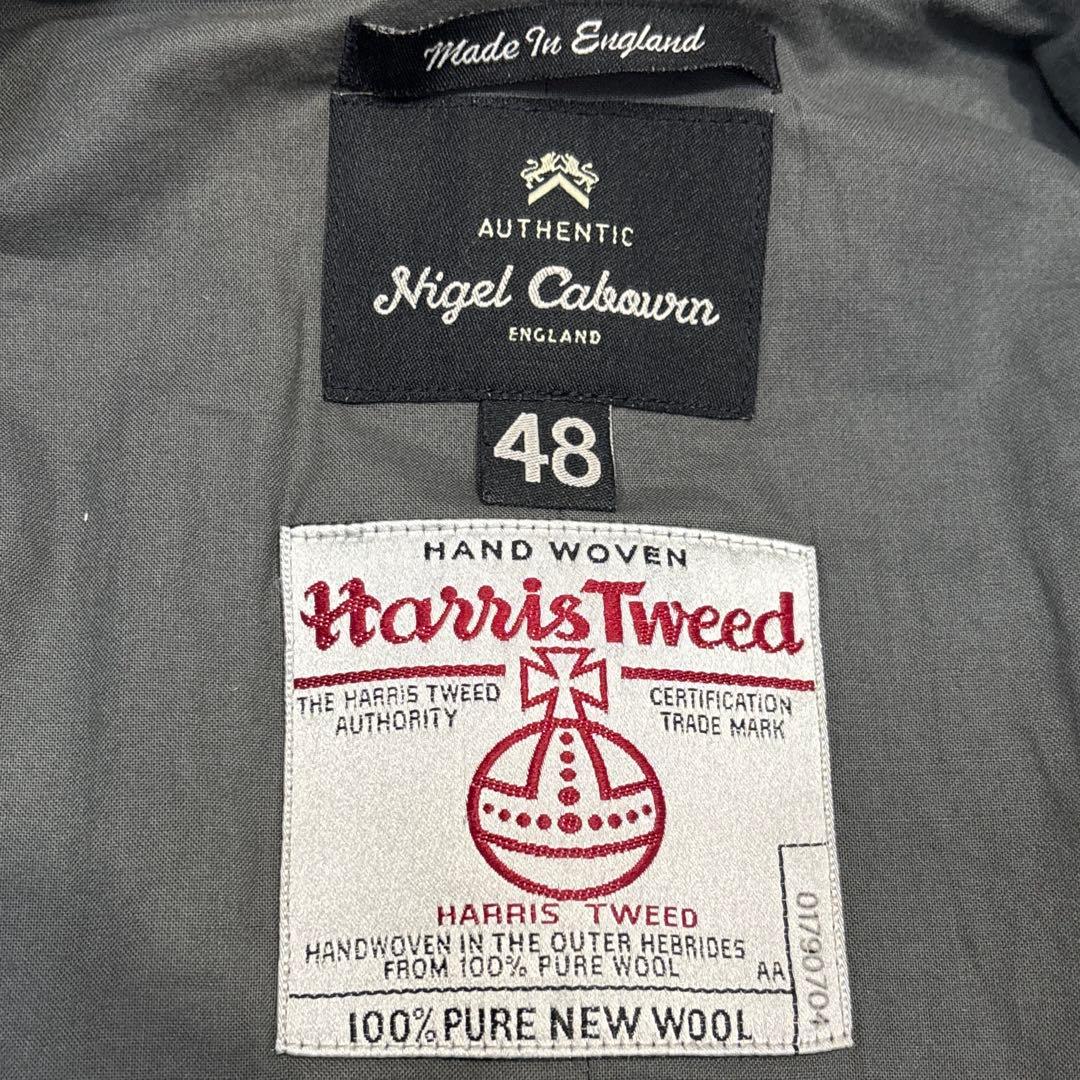 Made In England
AUTHENTIC
Nigel Cabourn
ENGLAND
48
HAND WOVEN
Harris Tweed
THE HARRIS TWEED AUTHORITY
CERTIFICATION TRADE MARK
HARRIS TWEED
HANDWOVEN IN THE OUTER HEBRIDES
FROM 100% PURE WOOL
AA
01790704
100% PURE NEW WOOL